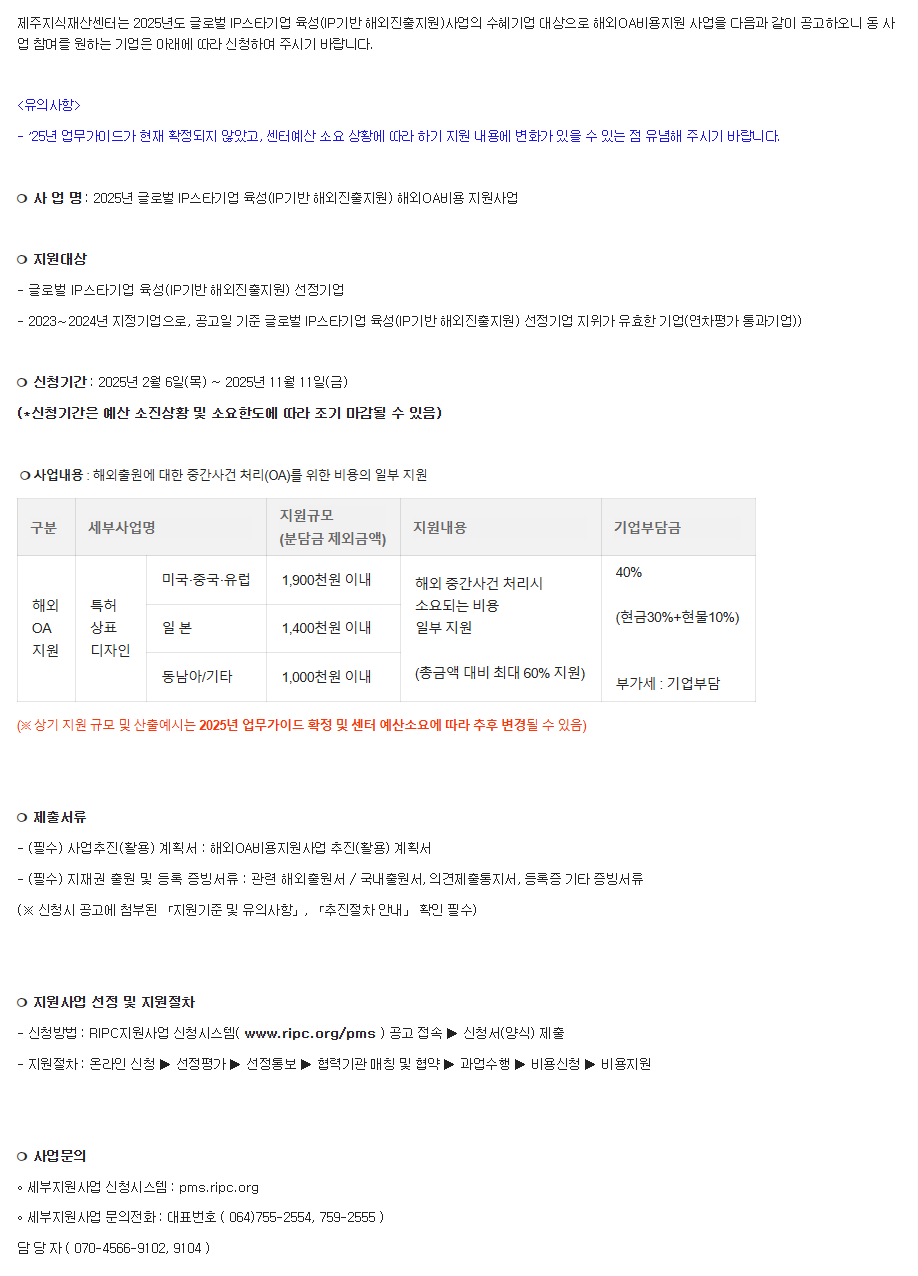 제주지식재산센터는 2025년도 글로벌 IP스타기업 육성(IP기반 해외진출지원)사업의 수혜기업 대상으로 해외OA비용지원 사업을 다음과 같이 공고하오니 동 사
업 참여를 원하는 기업은 아래에 따라 신청하여 주시기 바랍니다.
<유의사항>
- '25년 업무가이드가 현재 확정되지 않았고, 센터예산 소요 상황에 따라 하기 지원 내용에 변화가 있을 수 있는 점 유념해 주시기 바랍니다.
❍ 사 업 명 : 2025년 글로벌 IP스타기업 육성(IP기반 해외진출지원) 해외OA비용 지원사업
❍ 지원대상
- 글로벌 IP스타기업 육성(IP기반 해외진출지원) 선정기업
- 2023~2024년 지정기업으로, 공고일 기준 글로벌 IP스타기업 육성(IP기반 해외진출지원) 선정기업 지위가 유효한 기업(연차평가 통과기업))
❍ 신청기간 : 2025년 2월 6일(목) ~ 2025년 11월 11일(금)
(*신청기간은 예산 소진상황 및 소요한도에 따라 조기 마감될 수 있음)
❍ 사업내용 : 해외출원에 대한 중간사건 처리(OA)를 위한 비용의 일부 지원
구분 세부사업명 지원규모 (분담금 제외금액) 지원내용 기업부담금
해외 OA 지원
특허 상표 디자인
미국·중국·유럽 1,900천원 이내
일 본 1,400천원 이내
동남아/기타 1,000천원 이내
해외 중간사건 처리시
소요되는 비용
일부 지원
(총금액 대비 최대 60% 지원)
40%
(현금30%+현물10%)
부가세 : 기업부담
(※ 상기 지원 규모 및 산출예시는 2025년 업무가이드 확정 및 센터 예산소요에 따라 추후 변경될 수 있음)
❍ 제출서류
- (필수) 사업추진(활용) 계획서 : 해외OA비용지원사업 추진(활용) 계획서
- (필수) 지재권 출원 및 등록 증빙서류 : 관련 해외출원서 / 국내출원서, 의견제출통지서, 등록증 기타 증빙서류
(※ 신청시 공고에 첨부된 「지원기준 및 유의사항」, 「추진절차 안내」 확인 필수)
❍ 지원사업 선정 및 지원절차
- 신청방법 : RIPC지원사업 신청시스템( www.ripc.org/pms ) 공고 접속 ▶ 신청서(양식) 제출
- 지원절차 : 온라인 신청 ▶ 선정평가 ▶ 선정통보 ▶ 협력기관 매칭 및 협약 ▶ 과업수행 ▶ 비용신청 ▶ 비용지원
❍ 사업문의
◦ 세부지원사업 신청시스템 : pms.ripc.org
◦ 세부지원사업 문의전화 : 대표번호 ( 064)755-2554, 759-2555 )
담 당 자 ( 070-4566-9102, 9104 )